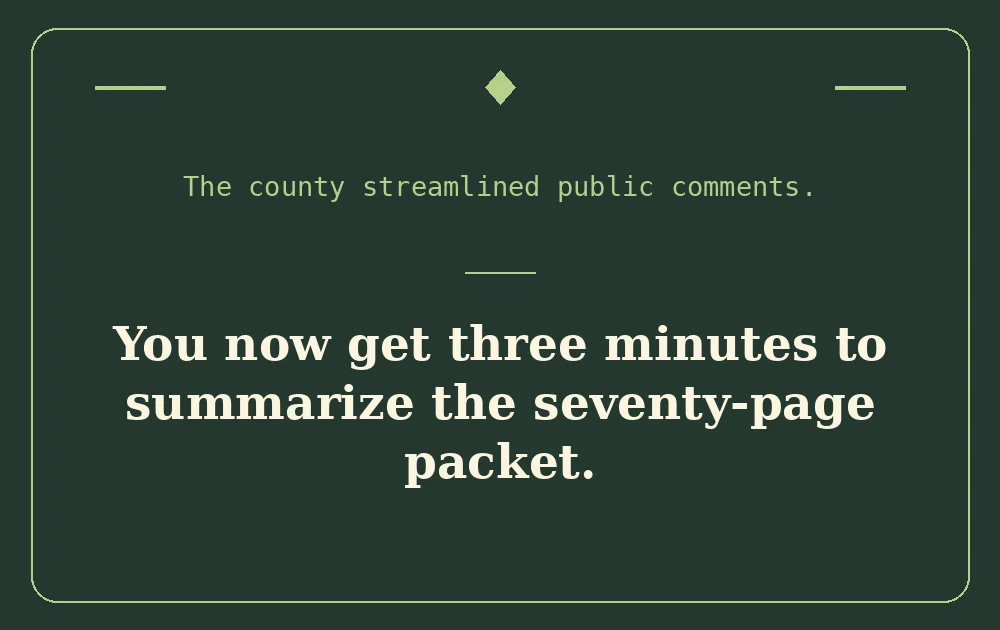 The county streamlined public comments.
You now get three minutes to
summarize the seventy-page
packet.